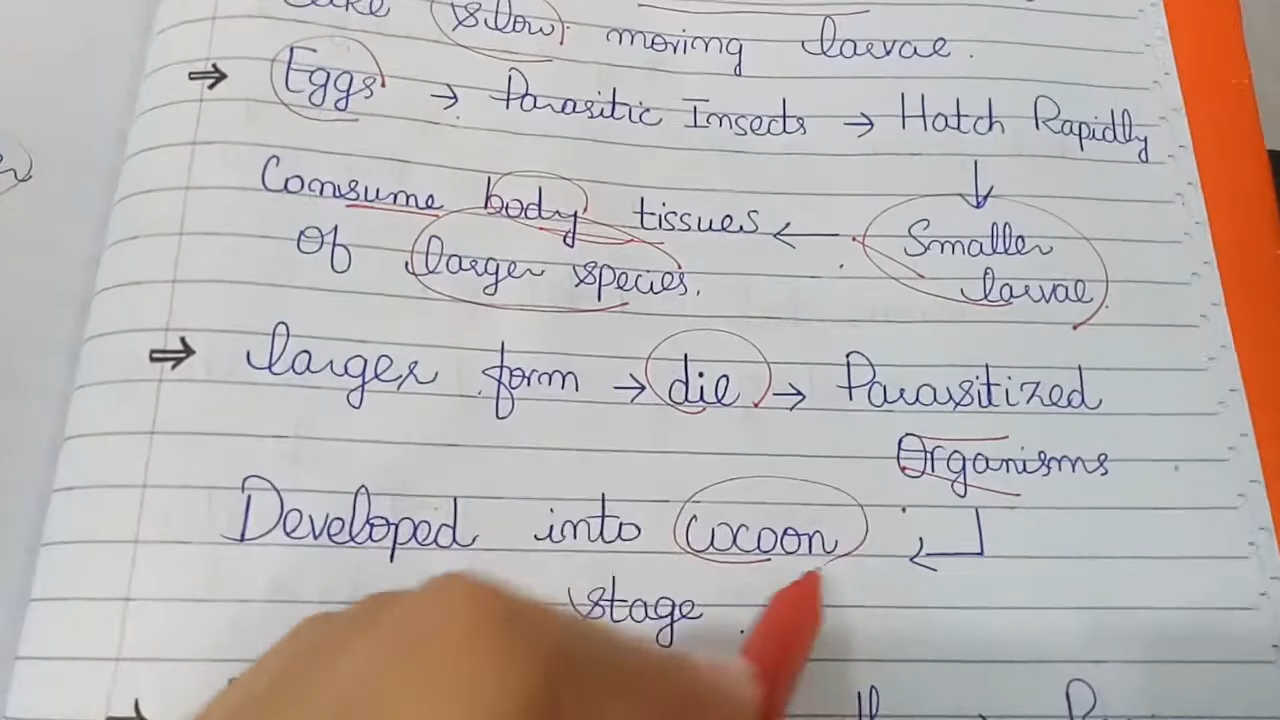 slow moving larvae.
⇒ Eggs → Parasitic Insects → Hatch Rapidly
↓
Consume body tissues ← Smaller
of larger species. larvae
⇒ larger form → die → Parasitized
Organisms
Developed into cocoon ↵
stage.